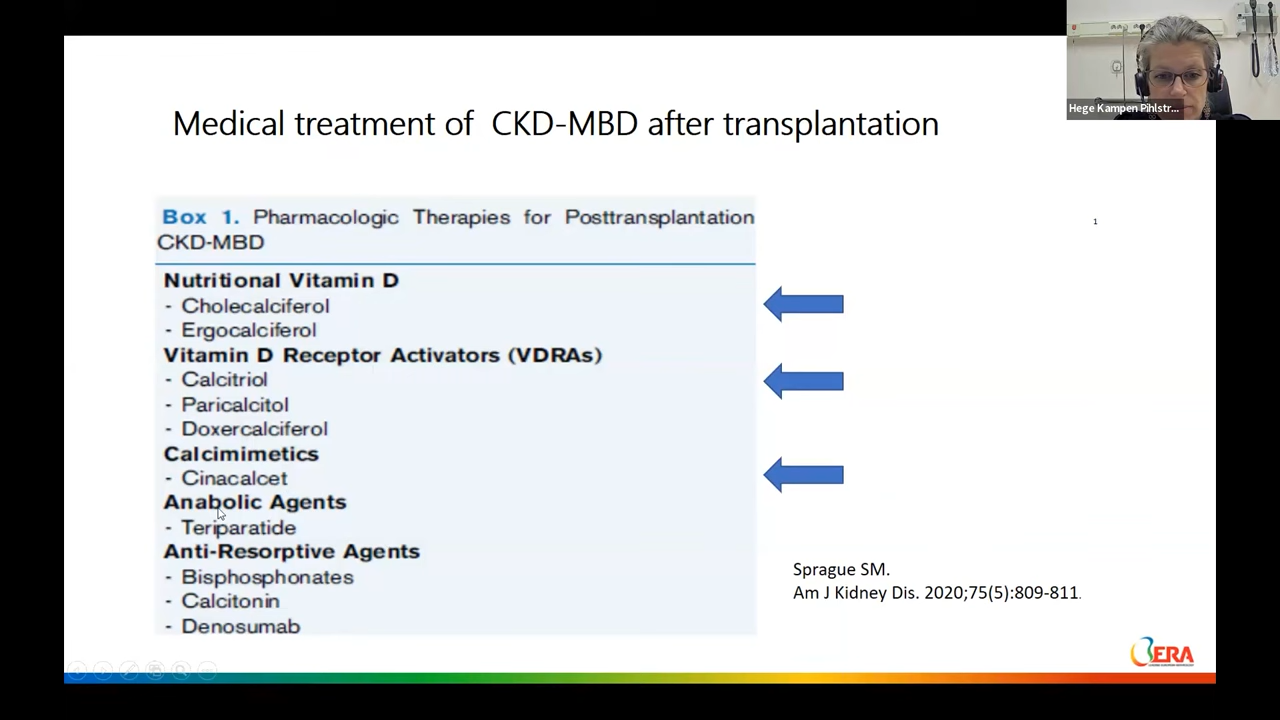 Hege Kampen Pihlstr...
Medical treatment of CKD-MBD after transplantation
Box 1. Pharmacologic Therapies for Posttransplantation
CKD-MBD
1
Nutritional Vitamin D
- Cholecalciferol
- Ergocalciferol
Vitamin D Receptor Activators (VDRAs)
- Calcitriol
- Paricalcitol
- Doxercalciferol
Calcimimetics
- Cinacalcet
Anabolic Agents
- Teriparatide
Anti-Resorptive Agents
- Bisphosphonates
- Calcitonin
- Denosumab
Sprague SM.
Am J Kidney Dis. 2020;75(5):809-811.
ERA